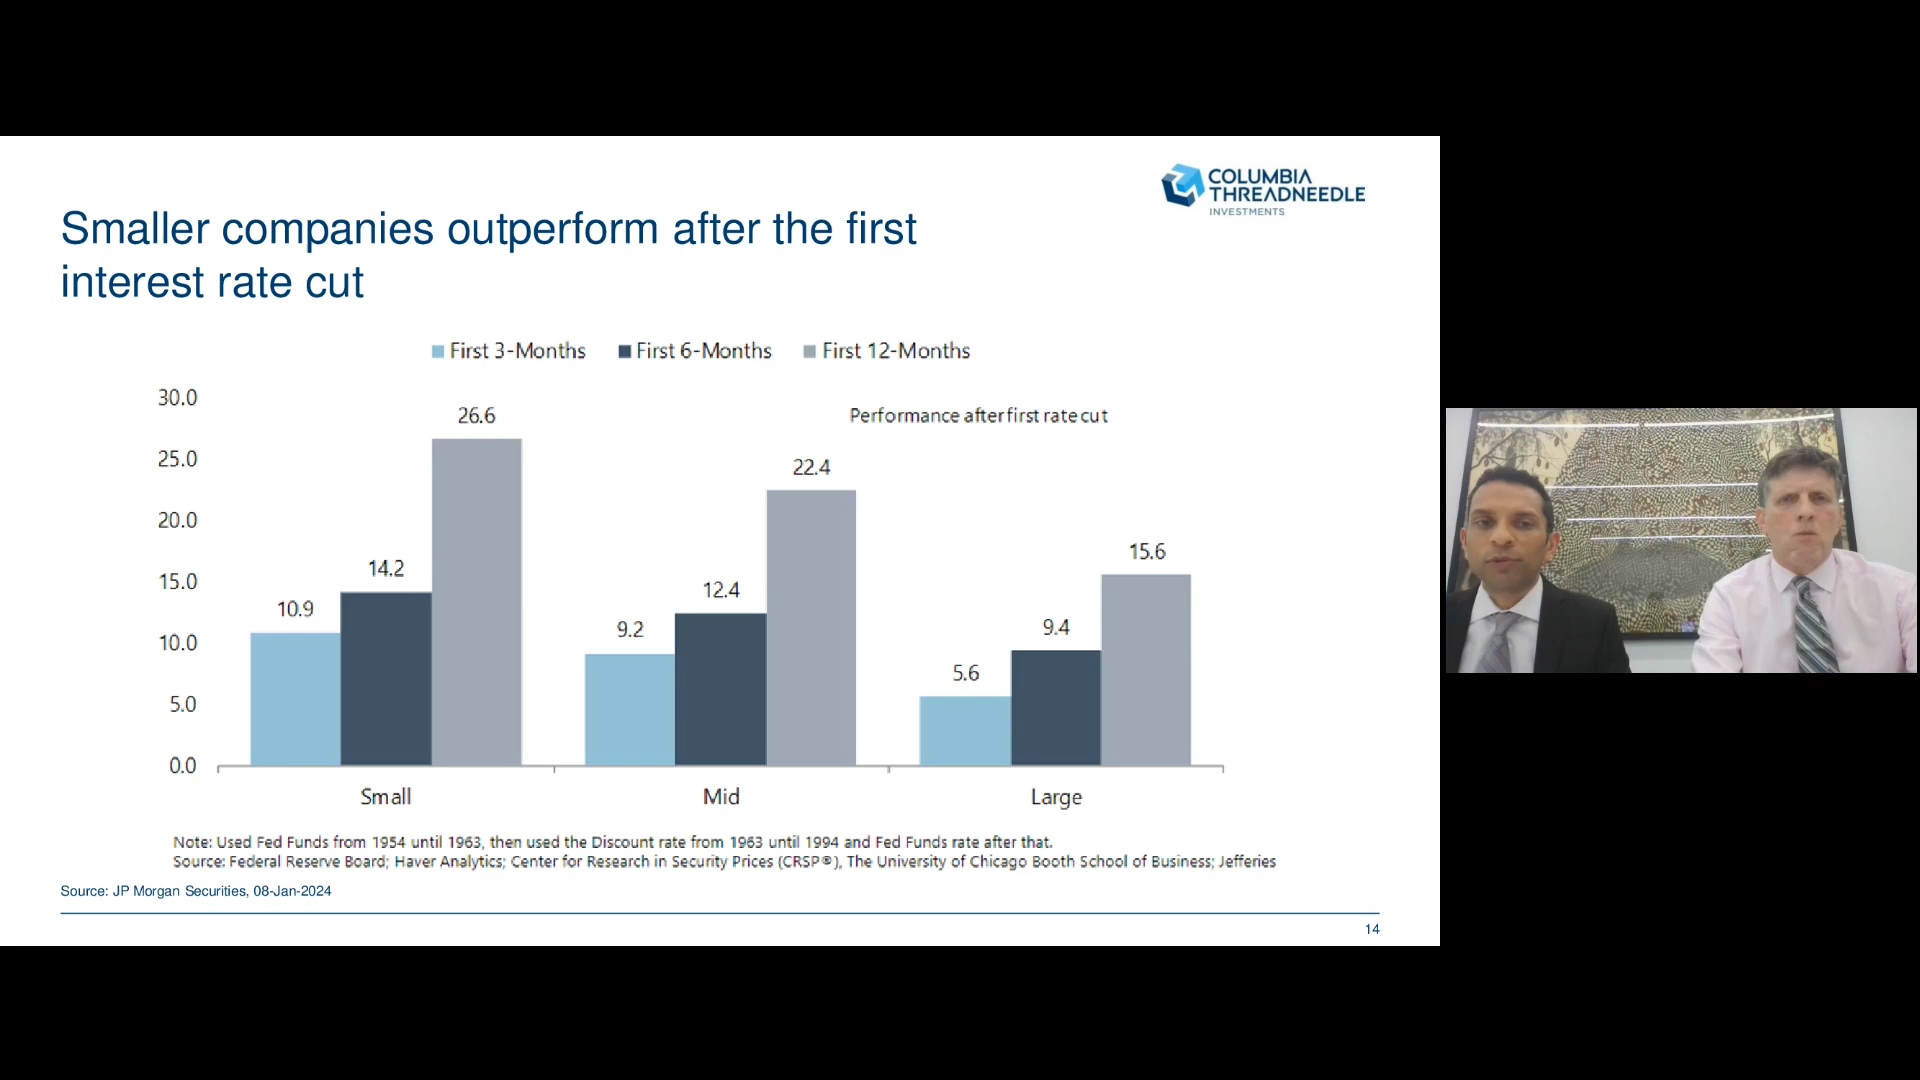 COLUMBIA
THREADNEEDLE
INVESTMENTS
Smaller companies outperform after the first
interest rate cut
First 3-Months First 6-Months First 12-Months
Performance after first rate cut
30.0
25.0
20.0
15.0
10.0
5.0
0.0
10.9
14.2
26.6
9.2
12.4
22.4
5.6
9.4
15.6
Small Mid Large
Note: Used Fed Funds from 1954 until 1963, then used the Discount rate from 1963 until 1994 and Fed Funds rate after that.
Source: Federal Reserve Board; Haver Analytics; Center for Research in Security Prices (CRSP®), The University of Chicago Booth School of Business; Jefferies
Source: JP Morgan Securities, 08-Jan-2024
14